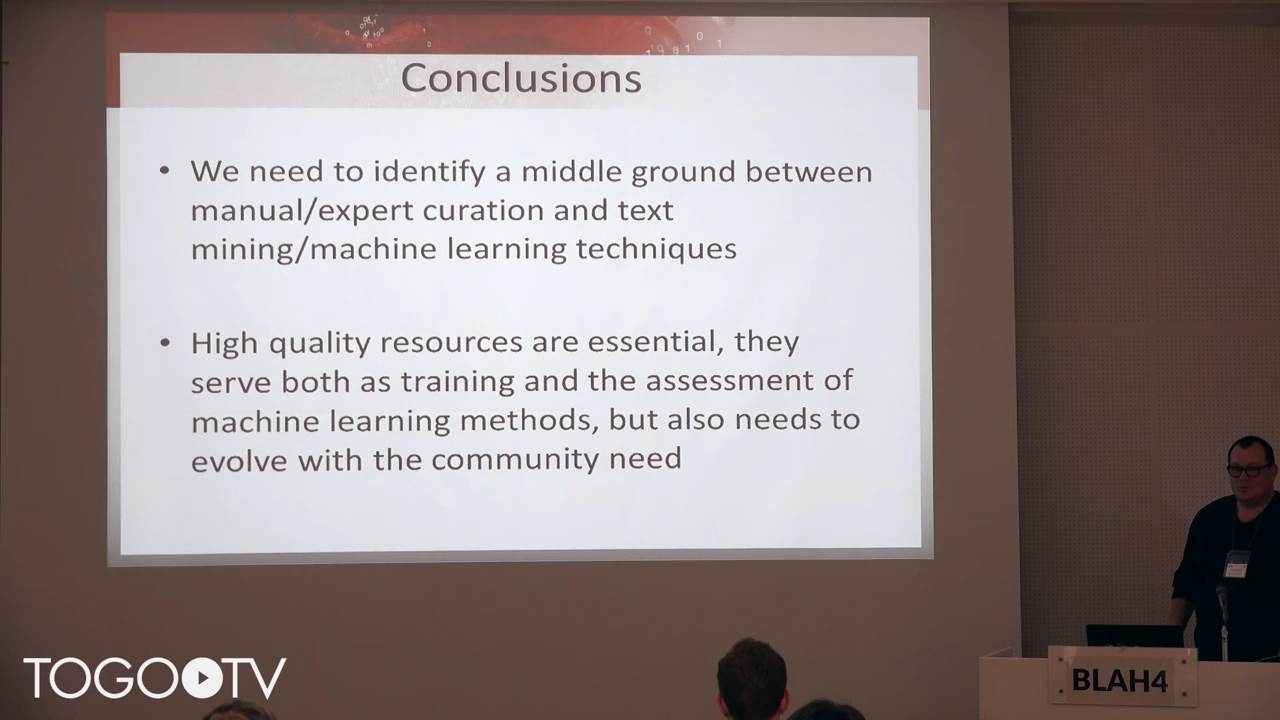 Conclusions
• We need to identify a middle ground between
manual/expert curation and text
mining/machine learning techniques
• High quality resources are essential, they
serve both as training and the assessment of
machine learning methods, but also needs to
evolve with the community need
BLAH4
TOGOTV